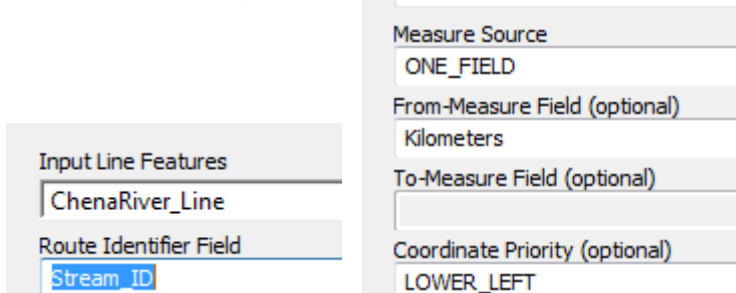 Input Line Features
ChenaRiver_Line
Route Identifier Field
Stream_ID
Measure Source
ONE_FIELD
From-Measure Field (optional)
Kilometers
To-Measure Field (optional)
Coordinate Priority (optional)
LOWER_LEFT